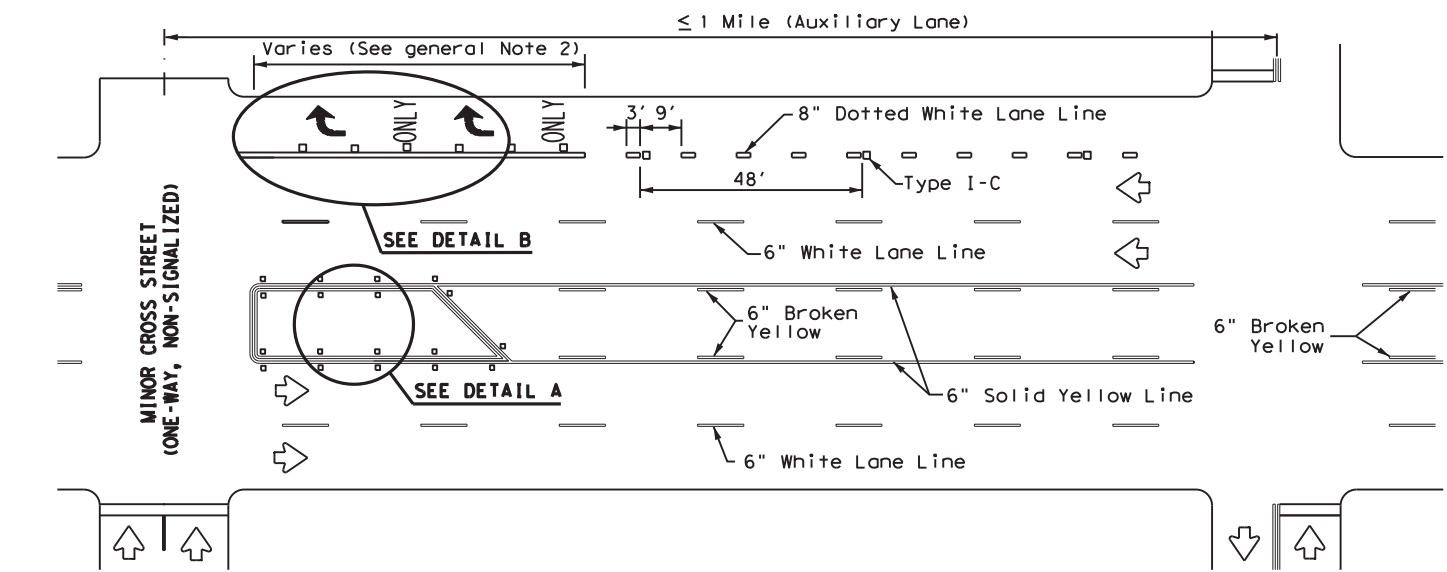 ≤ 1 Mile (Auxiliary Lane)
Varies (See general Note 2)
ONLY
ONLY
3' 9'
8" Dotted White Lane Line
48'
Type I-C
SEE DETAIL B
6" White Lane Line
MINOR CROSS STREET
(ONE-WAY, NON-SIGNALIZED)
6" Broken
Yellow
6" Broken
Yellow
SEE DETAIL A
6" Solid Yellow Line
6" White Lane Line